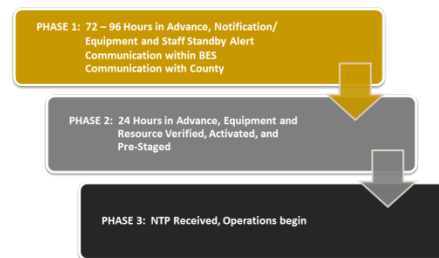 PHASE 1: 72 – 96 Hours in Advance, Notification/
Equipment and Staff Standby Alert
Communication within BES
Communication with County
PHASE 2: 24 Hours in Advance, Equipment and
Resource Verified, Activated, and
Pre-Staged
PHASE 3: NTP Received, Operations begin